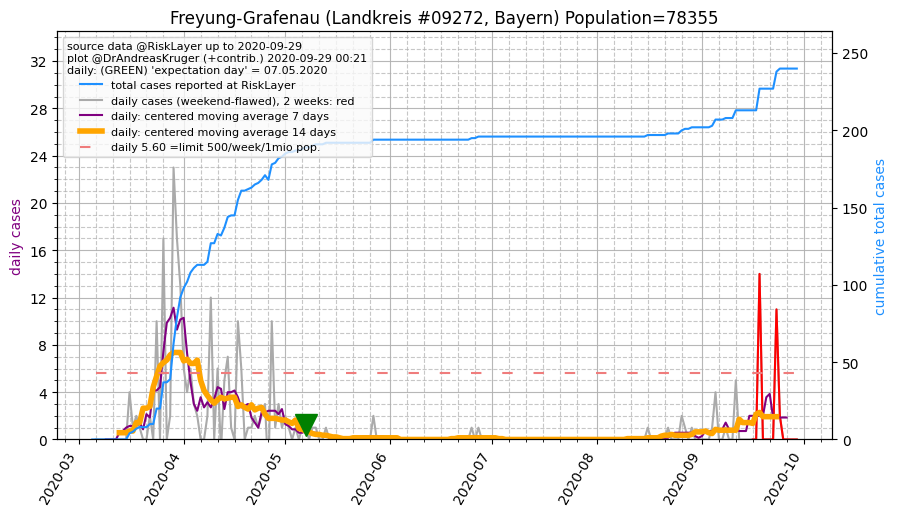 Freyung-Grafenau (Landkreis #09272, Bayern) Population=78355
source data @RiskLayer up to 2020-09-29
plot @DrAndreasKruger (+contrib.) 2020-09-29 00:21
daily: (GREEN) 'expectation day' = 07.05.2020
total cases reported at RiskLayer
daily cases (weekend-flawed), 2 weeks: red
daily: centered moving average 7 days
daily: centered moving average 14 days
daily 5.60 =limit 500/week/1mio pop.
daily cases
32
28
24
20
16
12
8
4
0
250
200
150
100
50
0
cumulative total cases
2020-03
2020-04
2020-05
2020-06
2020-07
2020-08
2020-09
2020-10